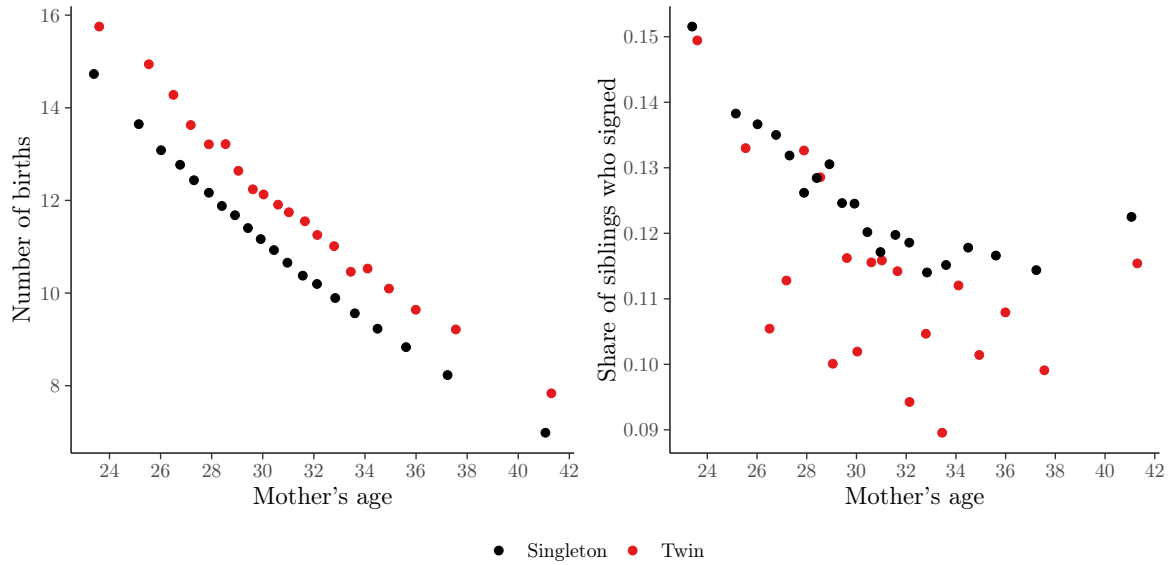 16
14
12
10
8
24 26 28 30 32 34 36 38 40 42
Number of births
Mother's age
0.15
0.14
0.13
0.12
0.11
0.10
0.09
24 26 28 30 32 34 36 38 40 42
Share of siblings who signed
Mother's age
Singleton Twin